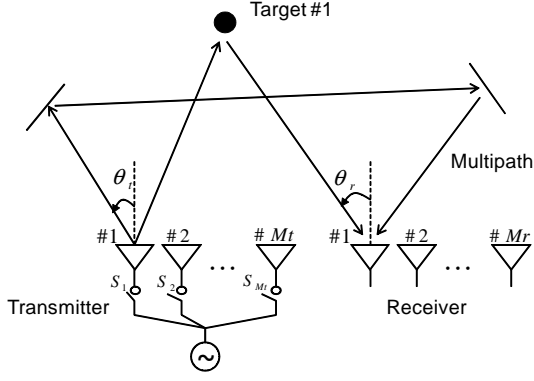 Target #1
Multipath
θt
θr
#1
#2
...
# Mt
#1
#2
...
# Mr
S1
S2
SMt
Transmitter
Receiver
~